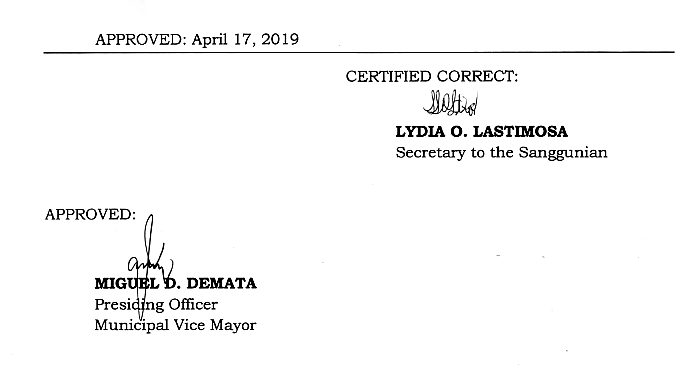 APPROVED: April 17, 2019
CERTIFIED CORRECT:
LYDIA O. LASTIMOSA
Secretary to the Sanggunian
APPROVED:
MIGUEL D. DEMATA
Presiding Officer
Municipal Vice Mayor